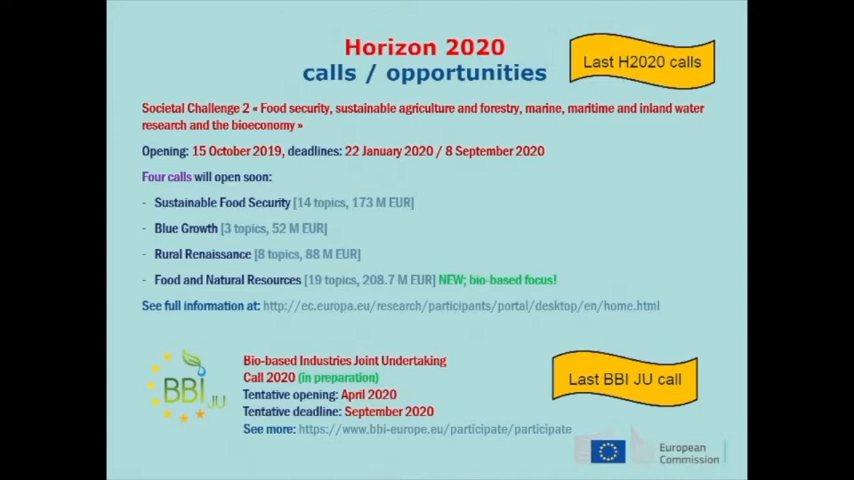 Horizon 2020
calls / opportunities
Last H2020 calls
Societal Challenge 2 « Food security, sustainable agriculture and forestry, marine, maritime and inland water
research and the bioeconomy »
Opening: 15 October 2019, deadlines: 22 January 2020 / 8 September 2020
Four calls will open soon:
- Sustainable Food Security [14 topics, 173 M EUR]
- Blue Growth [3 topics, 52 M EUR]
- Rural Renaissance [8 topics, 88 M EUR]
- Food and Natural Resources [19 topics, 208.7 M EUR] NEW; bio-based focus!
See full information at: http://ec.europa.eu/research/participants/portal/desktop/en/home.html
BBI JU
Bio-based Industries Joint Undertaking
Call 2020 (in preparation)
Tentative opening: April 2020
Tentative deadline: September 2020
See more: https://www.bbi-europe.eu/participate/participate
Last BBI JU call
European
Commission